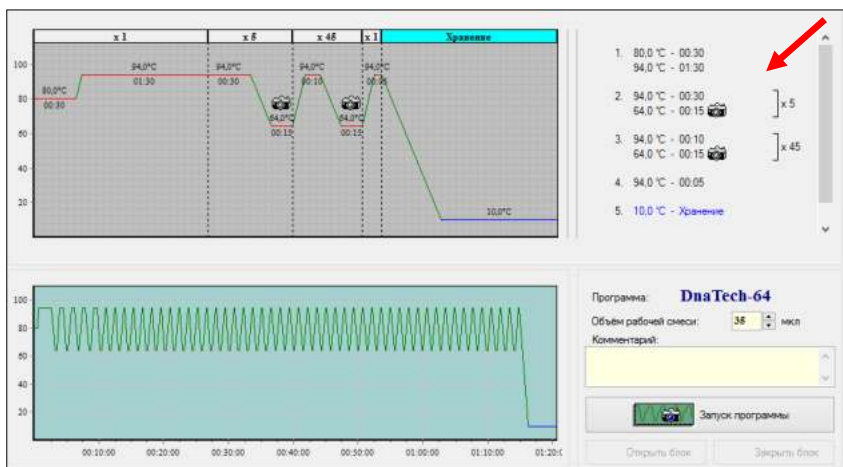 x 1 x 5 x 45 x 1 Хранение
100
80
60
40
20
80,0°C
00:30
94,0°C
01:30
94,0°C
00:30
64,0°C
00:15
94,0°C
00:10
64,0°C
00:15
94,0°C
00:05
10,0°C
1. 80,0 °C - 00:30
94,0 °C - 01:30
2. 94,0 °C - 00:30
64,0 °C - 00:15
x 5
3. 94,0 °C - 00:10
64,0 °C - 00:15
x 45
4. 94,0 °C - 00:05
5. 10,0 °C - Хранение
100
80
60
40
20
00:10:00 00:20:00 00:30:00 00:40:00 00:50:00 01:00:00 01:10:00 01:20:0
Программа: DnaTech-64
Объём рабочей смеси: 35 мкл
Комментарий:
Запуск программы
Открыть блок Закрыть блок